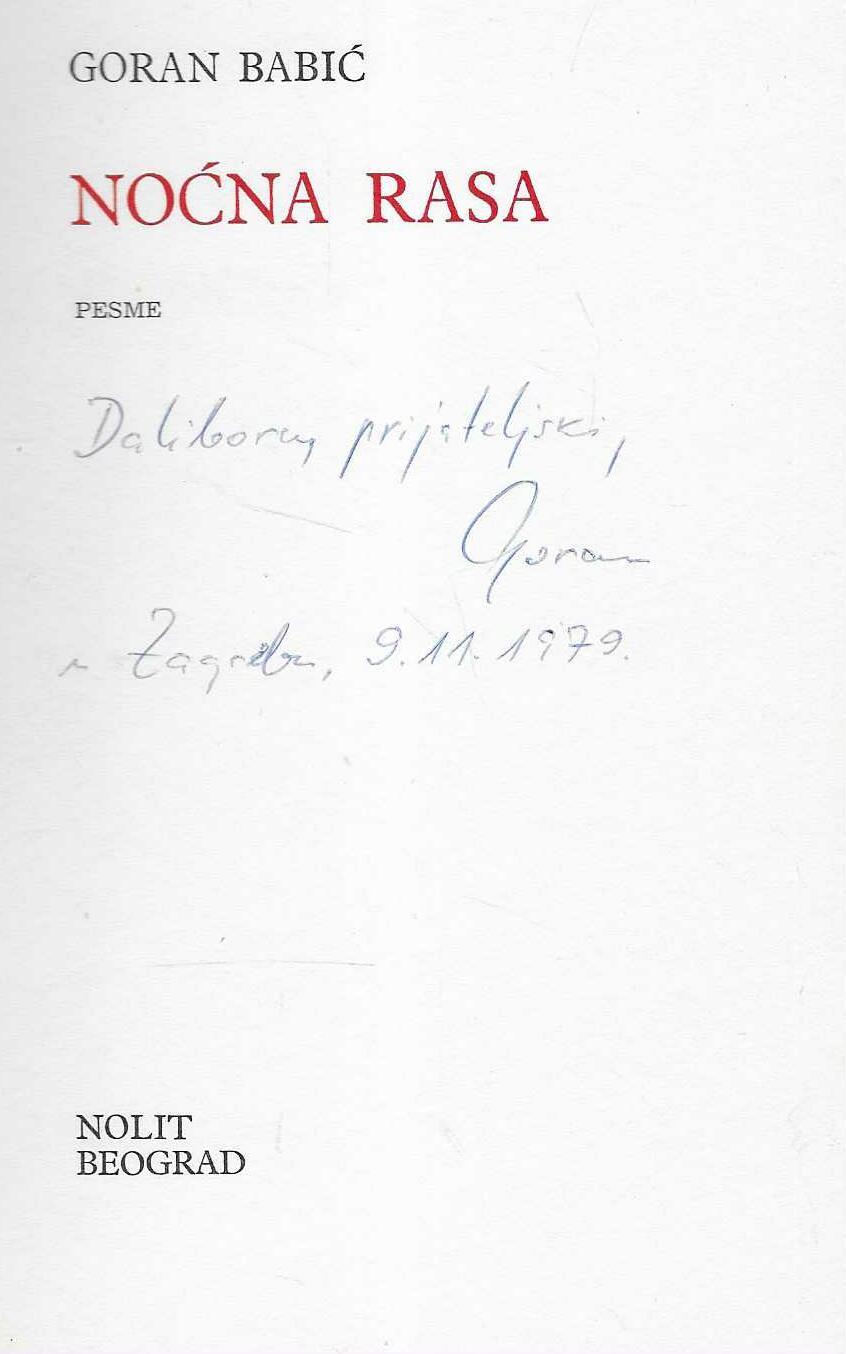 GORAN BABIĆ
NOĆNA RASA
PESME
Daliboru, prijateljski,
Goran
u Zagrebu, 9.11.1979.
NOLIT
BEOGRAD